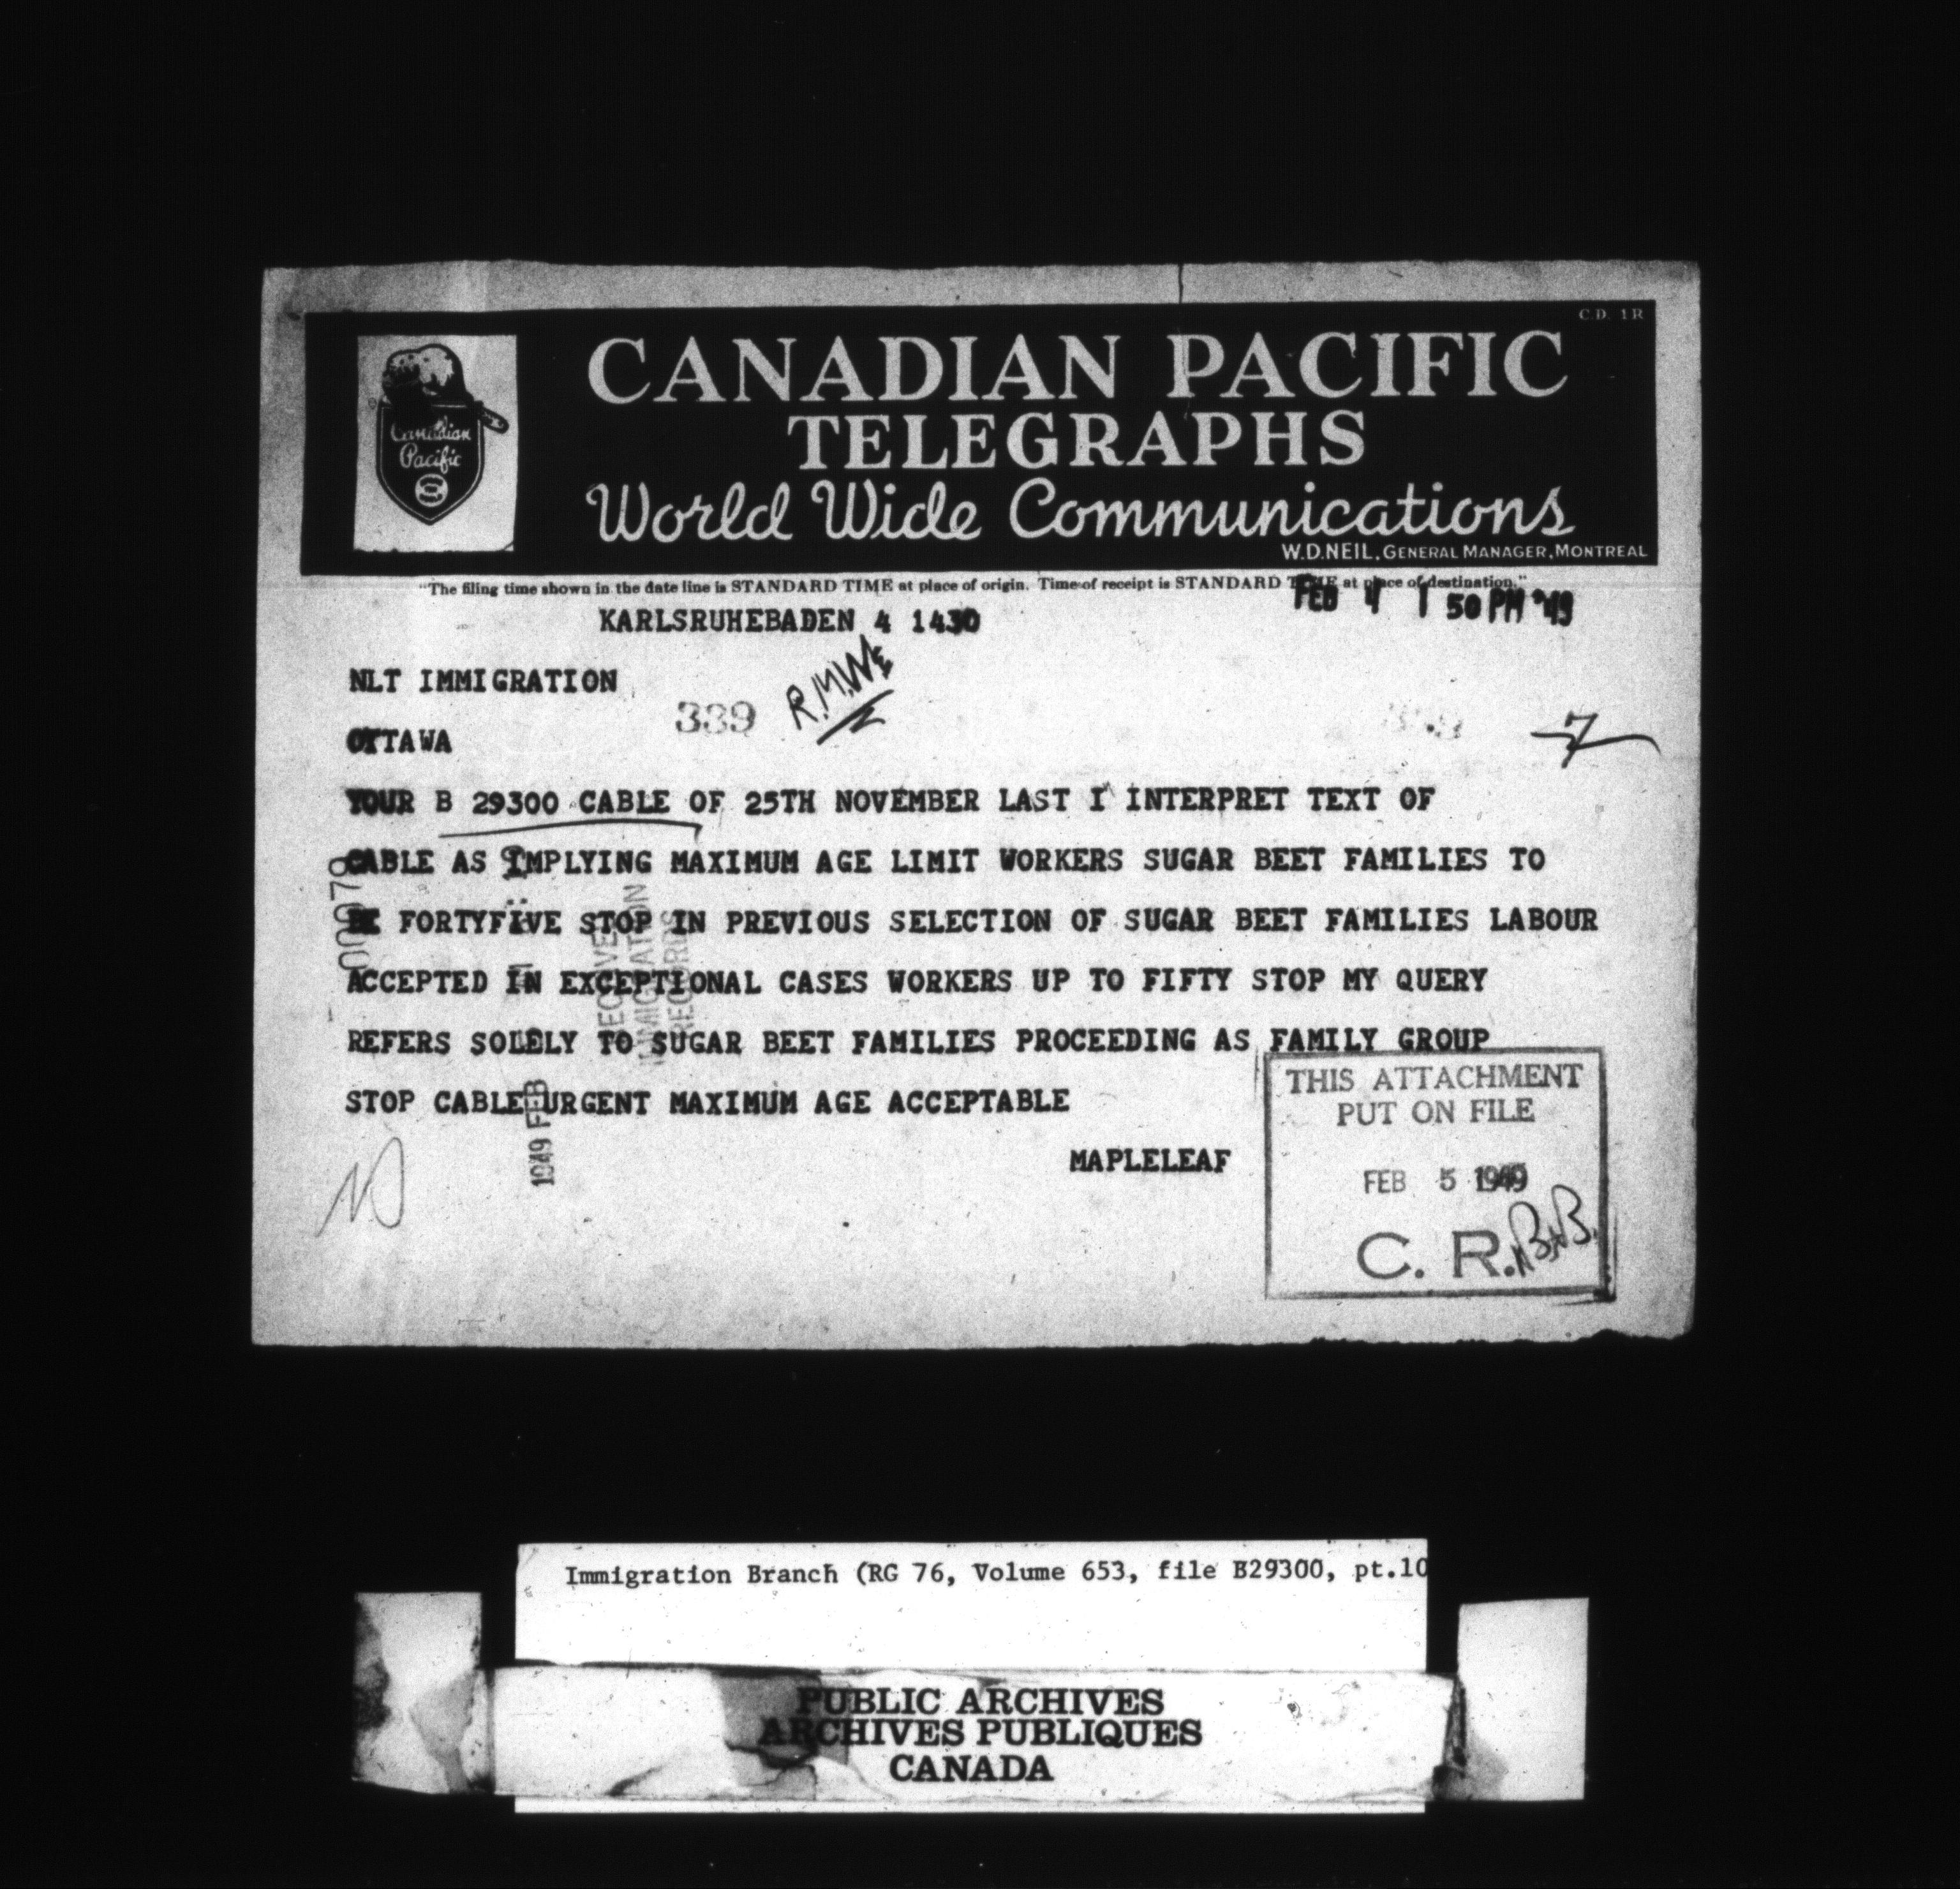 C.D. 1R
CANADIAN PACIFIC
TELEGRAPHS
World Wide Communications
W.D.NEIL, GENERAL MANAGER, MONTREAL
Canadian
Pacific
"The filing time shown in the date line is STANDARD TIME at place of origin. Time of receipt is STANDARD TIME at place of destination."
FEB 4 1 50 PM '49
KARLSRUHEBADEN 4 1430
NLT IMMIGRATION
339
OTTAWA
YOUR B 29300 CABLE OF 25TH NOVEMBER LAST I INTERPRET TEXT OF
CABLE AS IMPLYING MAXIMUM AGE LIMIT WORKERS SUGAR BEET FAMILIES TO
BE FORTYFIVE STOP IN PREVIOUS SELECTION OF SUGAR BEET FAMILIES LABOUR
ACCEPTED IN EXCEPTIONAL CASES WORKERS UP TO FIFTY STOP MY QUERY
REFERS SOLELY TO SUGAR BEET FAMILIES PROCEEDING AS FAMILY GROUP
STOP CABLE URGENT MAXIMUM AGE ACCEPTABLE
MAPLELEAF
000078
RECEIVED
IMMIGRATION
RECORDS
1949 FEB
THIS ATTACHMENT
PUT ON FILE
FEB 5 1949
C. R.
Immigration Branch (RG 76, Volume 653, file B29300, pt.10
PUBLIC ARCHIVES
ARCHIVES PUBLIQUES
CANADA